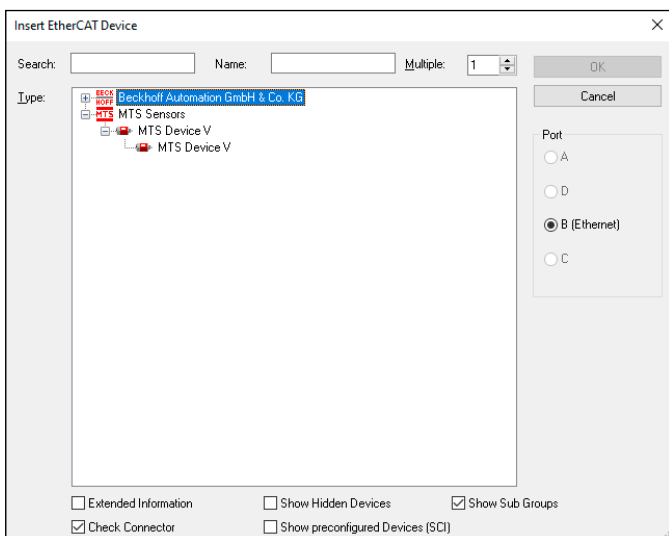 Insert EtherCAT Device
Search: Name: Multiple: 1 OK
Type: BECK HOFF Beckhoff Automation GmbH & Co. KG Cancel
MTS MTS Sensors
MTS Device V Port
MTS Device V A
D
B (Ethernet)
C
Extended Information Show Hidden Devices Show Sub Groups
Check Connector Show preconfigured Devices (SCI)